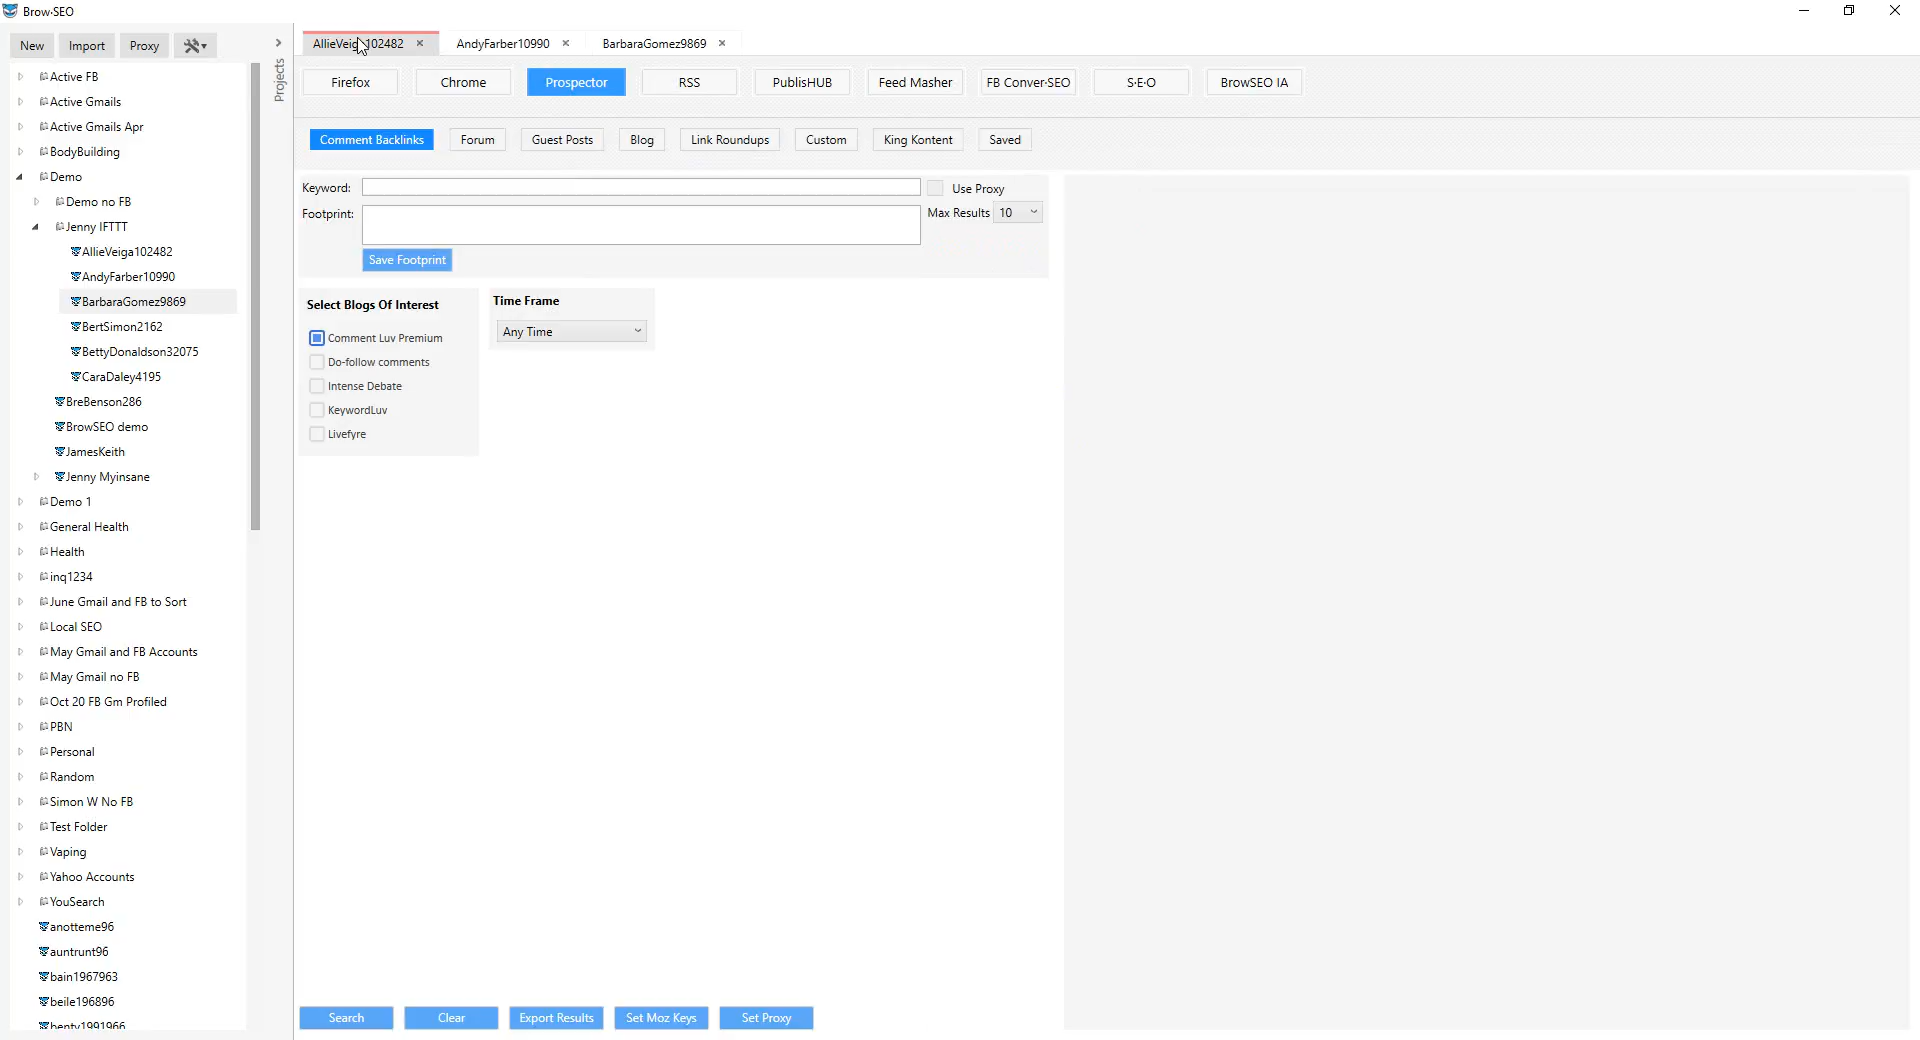 Brow·SEO
New Import Proxy
Projects
Active FB
Active Gmails
Active Gmails Apr
BodyBuilding
Demo
Demo no FB
Jenny IFTTT
AllieVeiga102482
AndyFarber10990
BarbaraGomez9869
BertSimon2162
BettyDonaldson32075
CaraDaley4195
BreBenson286
BrowSEO demo
JamesKeith
Jenny Myinsane
Demo 1
General Health
Health
inq1234
June Gmail and FB to Sort
Local SEO
May Gmail and FB Accounts
May Gmail no FB
Oct 20 FB Gm Profiled
PBN
Personal
Random
Simon W No FB
Test Folder
Vaping
Yahoo Accounts
YouSearch
anotteme96
auntrunt96
bain1967963
beile196896
benty1991966
AllieVeiga102482 AndyFarber10990 BarbaraGomez9869
Firefox Chrome Prospector RSS PublisHUB Feed Masher FB Conver·SEO S·E·O BrowSEO IA
Comment Backlinks Forum Guest Posts Blog Link Roundups Custom King Kontent Saved
Keyword: Use Proxy
Footprint: Max Results 10
Save Footprint
Select Blogs Of Interest
Comment Luv Premium
Do-follow comments
Intense Debate
KeywordLuv
Livefyre
Time Frame
Any Time
Search Clear Export Results Set Moz Keys Set Proxy